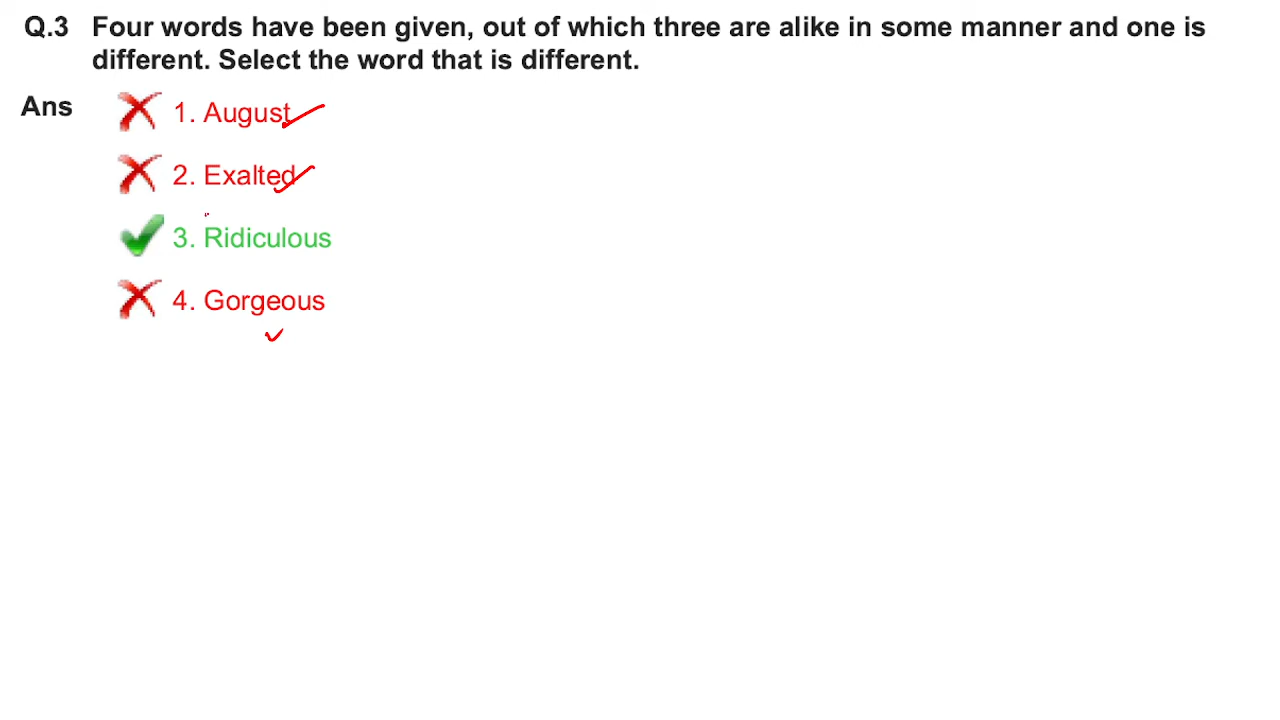 Q.3 Four words have been given, out of which three are alike in some manner and one is
different. Select the word that is different.
Ans 1. August
2. Exalted
3. Ridiculous
4. Gorgeous